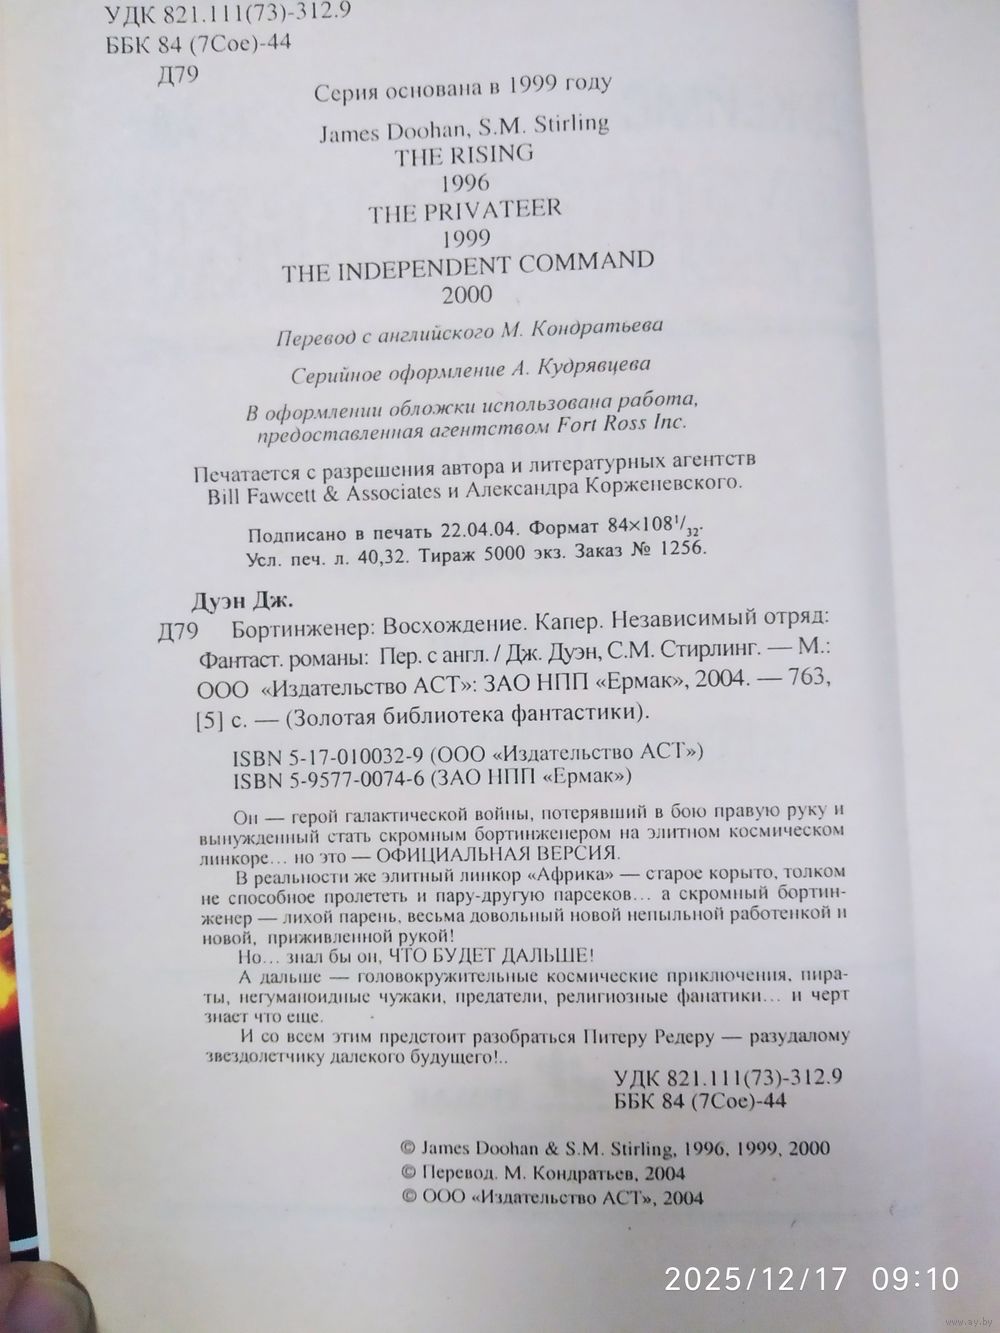 УДК 821.111(73)-312.9
ББК 84 (7Сое)-44
Д79
Серия основана в 1999 году
James Doohan, S.M. Stirling
THE RISING
1996
THE PRIVATEER
1999
THE INDEPENDENT COMMAND
2000
Перевод с английского М. Кондратьева
Серийное оформление А. Кудрявцева
В оформлении обложки использована работа,
предоставленная агентством Fort Ross Inc.
Печатается с разрешения автора и литературных агентств
Bill Fawcett & Associates и Александра Корженевского.
Подписано в печать 22.04.04. Формат 84×108 1/32.
Усл. печ. л. 40,32. Тираж 5000 экз. Заказ № 1256.
Дуэн Дж.
Д79 Бортинженер: Восхождение. Капер. Независимый отряд:
Фантаст. романы: Пер. с англ. / Дж. Дуэн, С.М. Стирлинг. — М.:
ООО «Издательство АСТ»: ЗАО НПП «Ермак», 2004. — 763,
[5] с. — (Золотая библиотека фантастики).
ISBN 5-17-010032-9 (ООО «Издательство АСТ»)
ISBN 5-9577-0074-6 (ЗАО НПП «Ермак»)
Он — герой галактической войны, потерявший в бою правую руку и
вынужденный стать скромным бортинженером на элитном космическом
линкоре... но это — ОФИЦИАЛЬНАЯ ВЕРСИЯ.
В реальности же элитный линкор «Африка» — старое корыто, толком
не способное пролететь и пару-другую парсеков... а скромный бортин-
женер — лихой парень, весьма довольный новой непыльной работенкой и
новой, приживленной рукой!
Но... знал бы он, ЧТО БУДЕТ ДАЛЬШЕ!
А дальше — головокружительные космические приключения, пира-
ты, негуманоидные чужаки, предатели, религиозные фанатики... и черт
знает что еще.
И со всем этим предстоит разобраться Питеру Редеру — разудалому
звездолетчику далекого будущего!..
УДК 821.111(73)-312.9
ББК 84 (7Сое)-44
© James Doohan & S.M. Stirling, 1996, 1999, 2000
© Перевод. М. Кондратьев, 2004
© ООО «Издательство АСТ», 2004
2025/12/17 09:10
www.ay.by